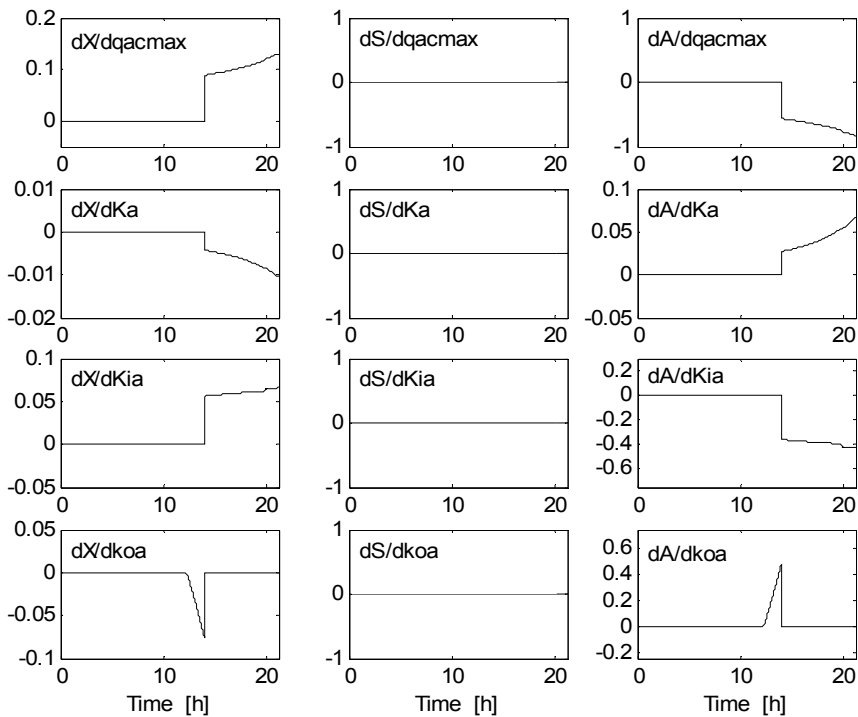 0.2
0.1
0
dX/dqacmax
0 10 20
1
0
-1
dS/dqacmax
0 10 20
1
0
-1
dA/dqacmax
0 10 20
0.01
0
-0.01
-0.02
dX/dKa
0 10 20
1
0
-1
dS/dKa
0 10 20
0.1
0.05
0
-0.05
dA/dKa
0 10 20
0.1
0.05
0
-0.05
dX/dKia
0 10 20
1
0
-1
dS/dKia
0 10 20
0.2
0
-0.2
-0.4
-0.6
dA/dKia
0 10 20
0.05
0
-0.05
-0.1
dX/dkoa
0 10 20
Time [h]
1
0
-1
dS/dkoa
0 10 20
Time [h]
0.6
0.4
0.2
0
-0.2
dA/dkoa
0 10 20
Time [h]